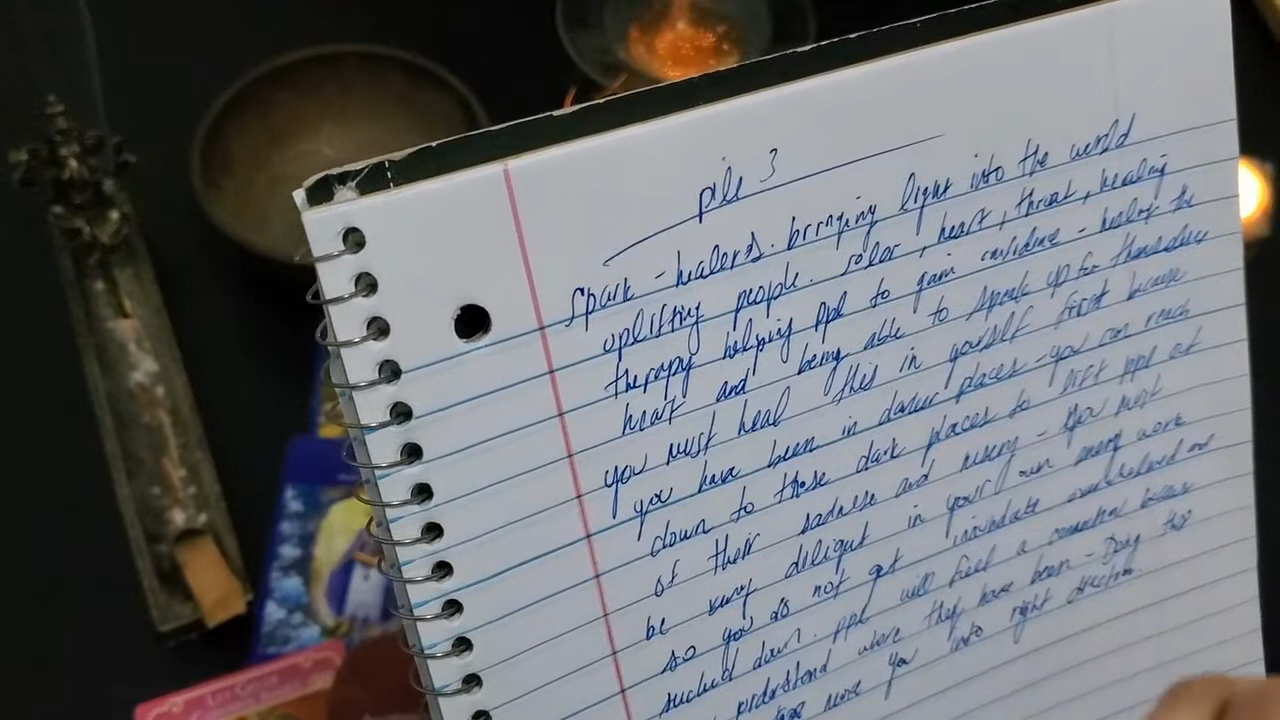 pile 3
Spark - healers. bringing light into the world
uplifting people. solar, heart, throat, healing
therapy helping ppl to gain confidence - healing the
heart and being able to speak up for themselves
you must heal this in yourself first because
you have been in darker places - you can reach
down to those dark places to lift ppl out
of their sadness and misery - you must
be very diligent in your own energy work
so you do not get inundate overwhelmed or
sucked down. ppl will feel a connection because
understand where they have been - Doing this
move you into right direction.